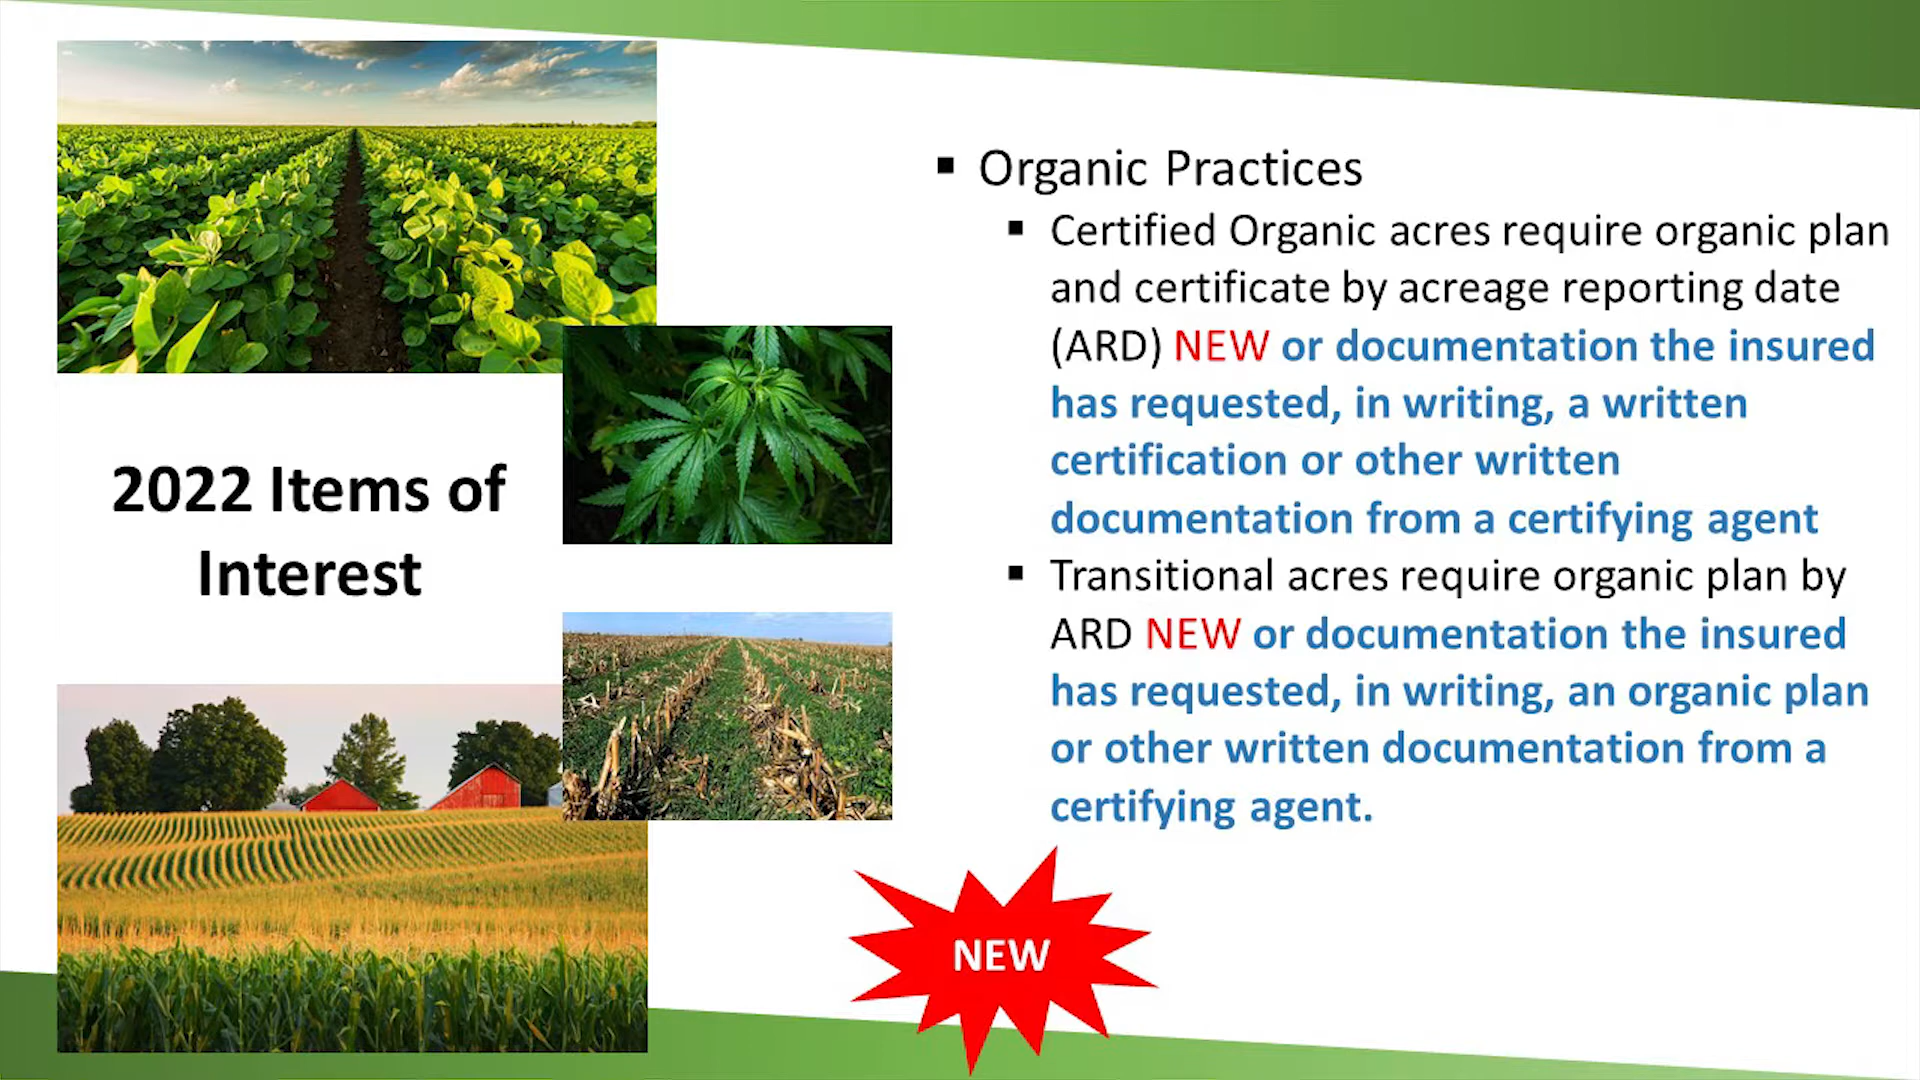 2022 Items of
Interest
Organic Practices
Certified Organic acres require organic plan
and certificate by acreage reporting date
(ARD) NEW or documentation the insured
has requested, in writing, a written
certification or other written
documentation from a certifying agent
Transitional acres require organic plan by
ARD NEW or documentation the insured
has requested, in writing, an organic plan
or other written documentation from a
certifying agent.
NEW